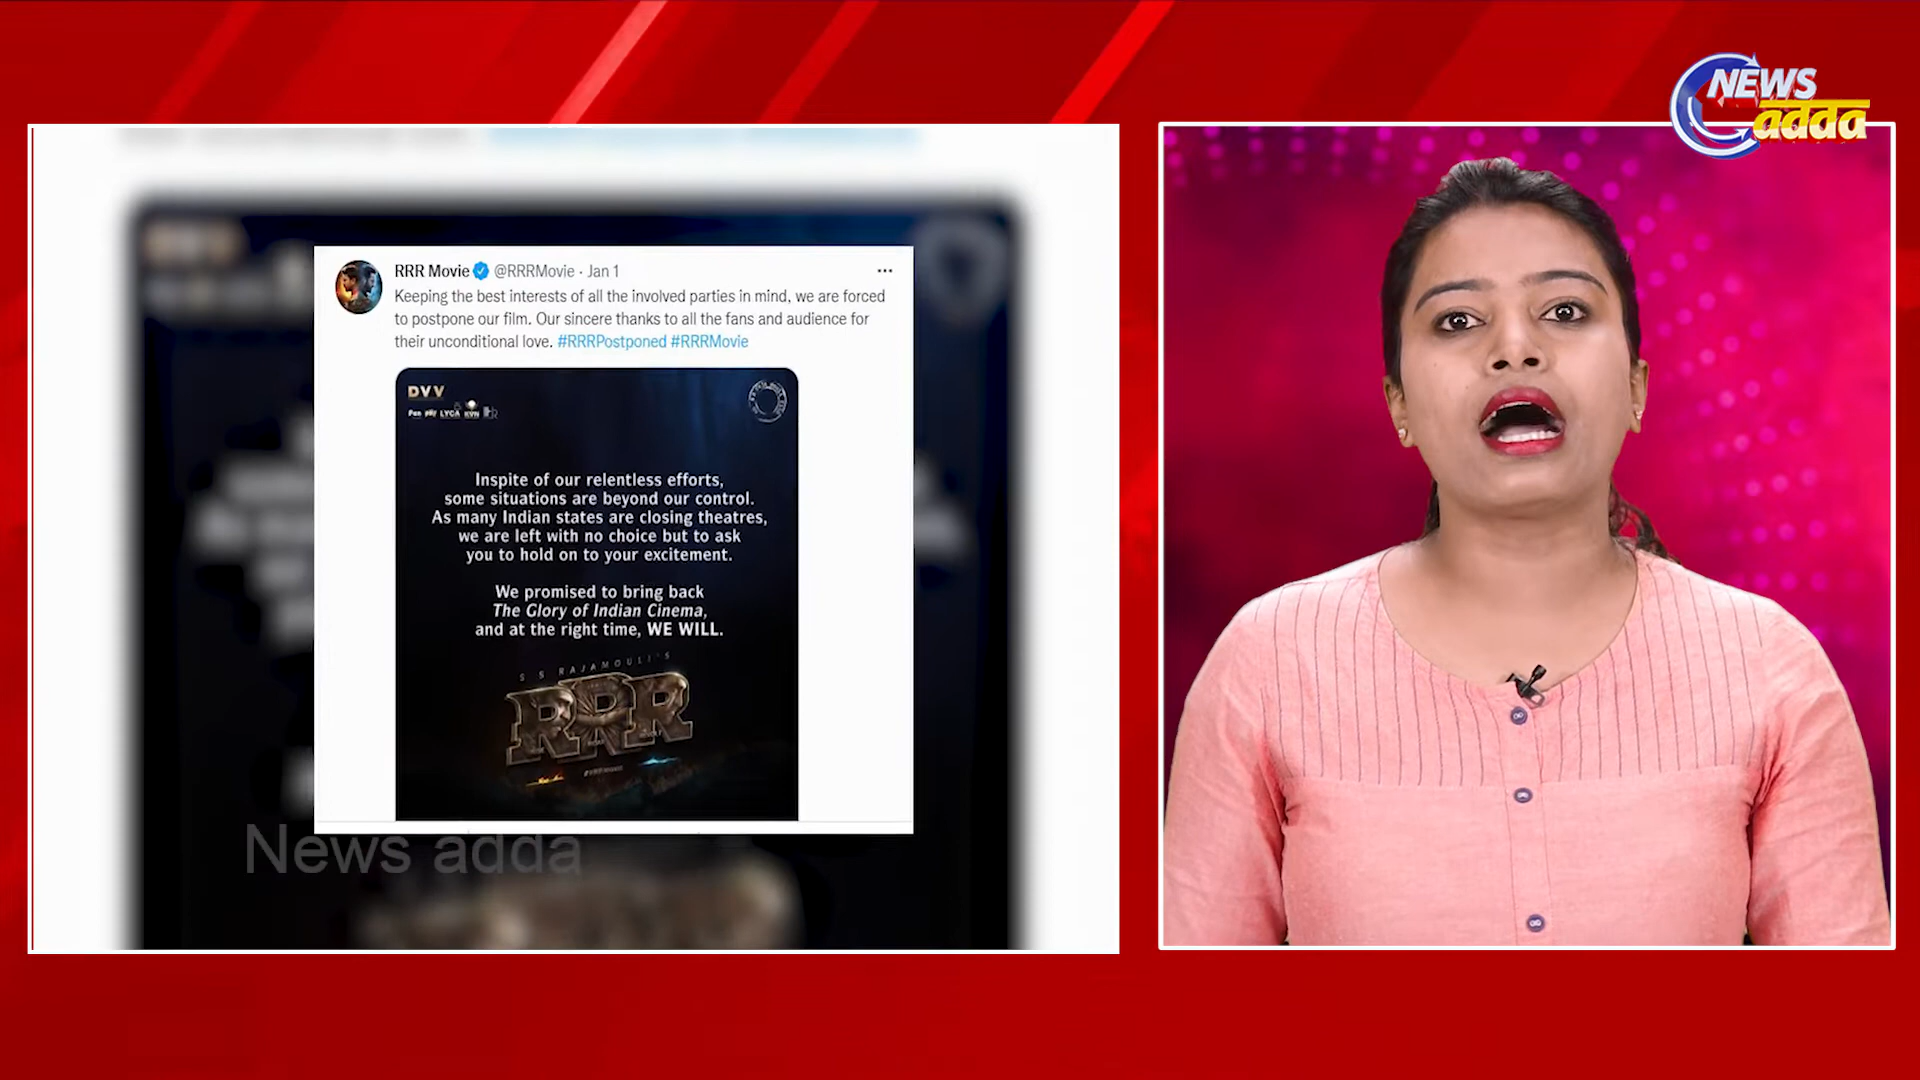 NEWS
adda
RRR Movie @RRRMovie · Jan 1
Keeping the best interests of all the involved parties in mind, we are forced
to postpone our film. Our sincere thanks to all the fans and audience for
their unconditional love. #RRRPostponed #RRRMovie
DVV
Pen LYCA KVN
Inspite of our relentless efforts,
some situations are beyond our control.
As many Indian states are closing theatres,
we are left with no choice but to ask
you to hold on to your excitement.
We promised to bring back
The Glory of Indian Cinema,
and at the right time, WE WILL.
S S RAJAMOULI'S
RRR
News adda